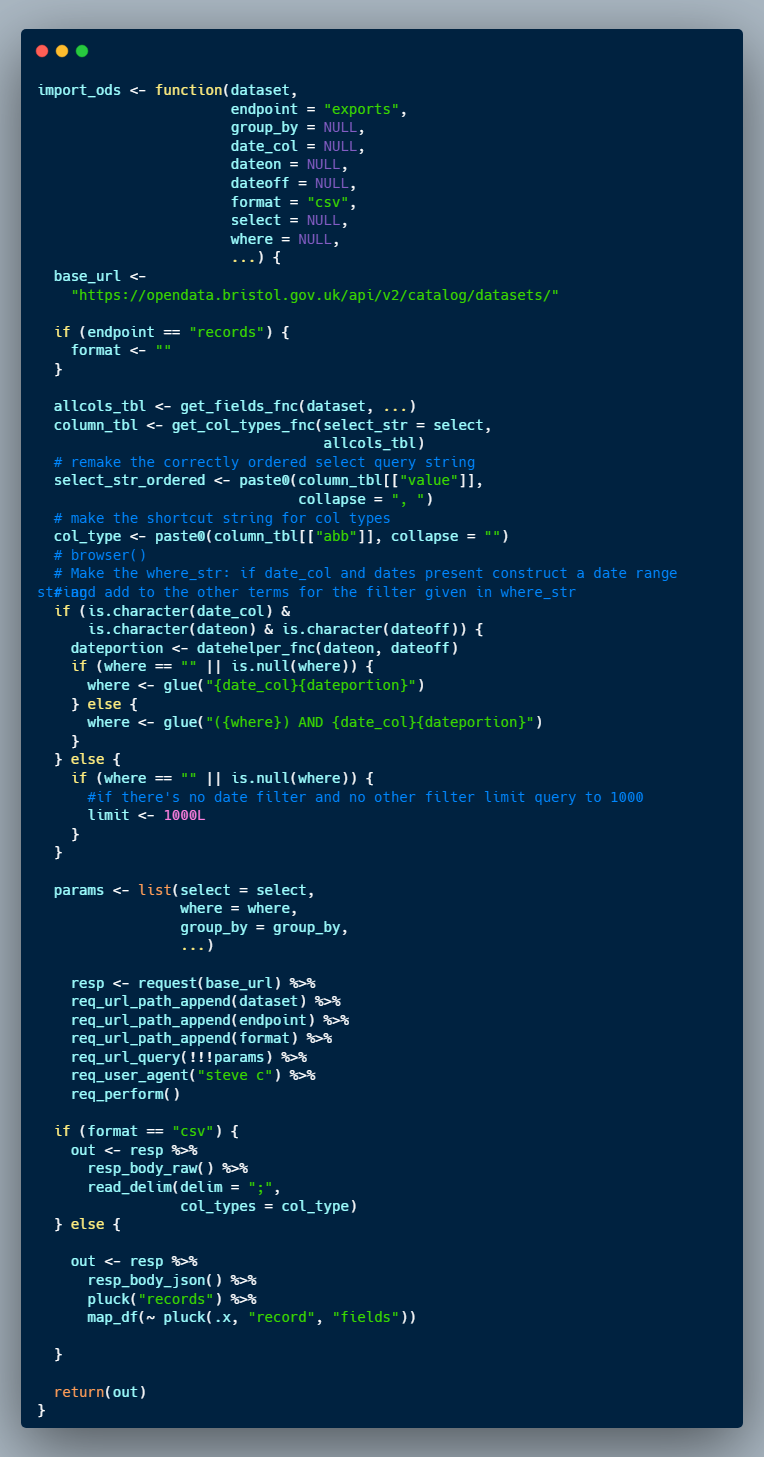 import_ods <- function(dataset,
                       endpoint = "exports",
                       group_by = NULL,
                       date_col = NULL,
                       dateon = NULL,
                       dateoff = NULL,
                       format = "csv",
                       select = NULL,
                       where = NULL,
                       ...) {
  base_url <-
    "https://opendata.bristol.gov.uk/api/v2/catalog/datasets/"

  if (endpoint == "records") {
    format <- ""
  }

  allcols_tbl <- get_fields_fnc(dataset, ...)
  column_tbl <- get_col_types_fnc(select_str = select,
                                  allcols_tbl)
  # remake the correctly ordered select query string
  select_str_ordered <- paste0(column_tbl[["value"]],
                               collapse = ", ")
  # make the shortcut string for col types
  col_type <- paste0(column_tbl[["abb"]], collapse = "")
  # browser()
  # Make the where_str: if date_col and dates present construct a date range
string
  # and add to the other terms for the filter given in where_str
  if (is.character(date_col) &
      is.character(dateon) & is.character(dateoff)) {
    dateportion <- datehelper_fnc(dateon, dateoff)
    if (where == "" || is.null(where)) {
      where <- glue("{date_col}{dateportion}")
    } else {
      where <- glue("({where}) AND {date_col}{dateportion}")
    }
  } else {
    if (where == "" || is.null(where)) {
      #if there's no date filter and no other filter limit query to 1000
      limit <- 1000L
    }
  }

  params <- list(select = select,
                 where = where,
                 group_by = group_by,
                 ...)

    resp <- request(base_url) %>%
    req_url_path_append(dataset) %>%
    req_url_path_append(endpoint) %>%
    req_url_path_append(format) %>%
    req_url_query(!!!params) %>%
    req_user_agent("steve c") %>%
    req_perform()

  if (format == "csv") {
    out <- resp %>%
      resp_body_raw() %>%
      read_delim(delim = ";",
                 col_types = col_type)
  } else {

    out <- resp %>%
      resp_body_json() %>%
      pluck("records") %>%
      map_df(~ pluck(.x, "record", "fields"))

  }

  return(out)
}